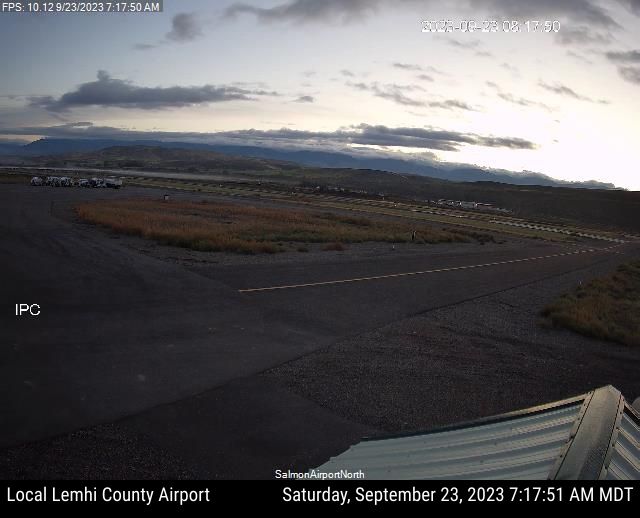 FPS: 10.12 9/23/2023 7:17:50 AM
2023-09-23 08:17:50
IPC
SalmonAirportNorth
Local Lemhi County Airport Saturday, September 23, 2023 7:17:51 AM MDT